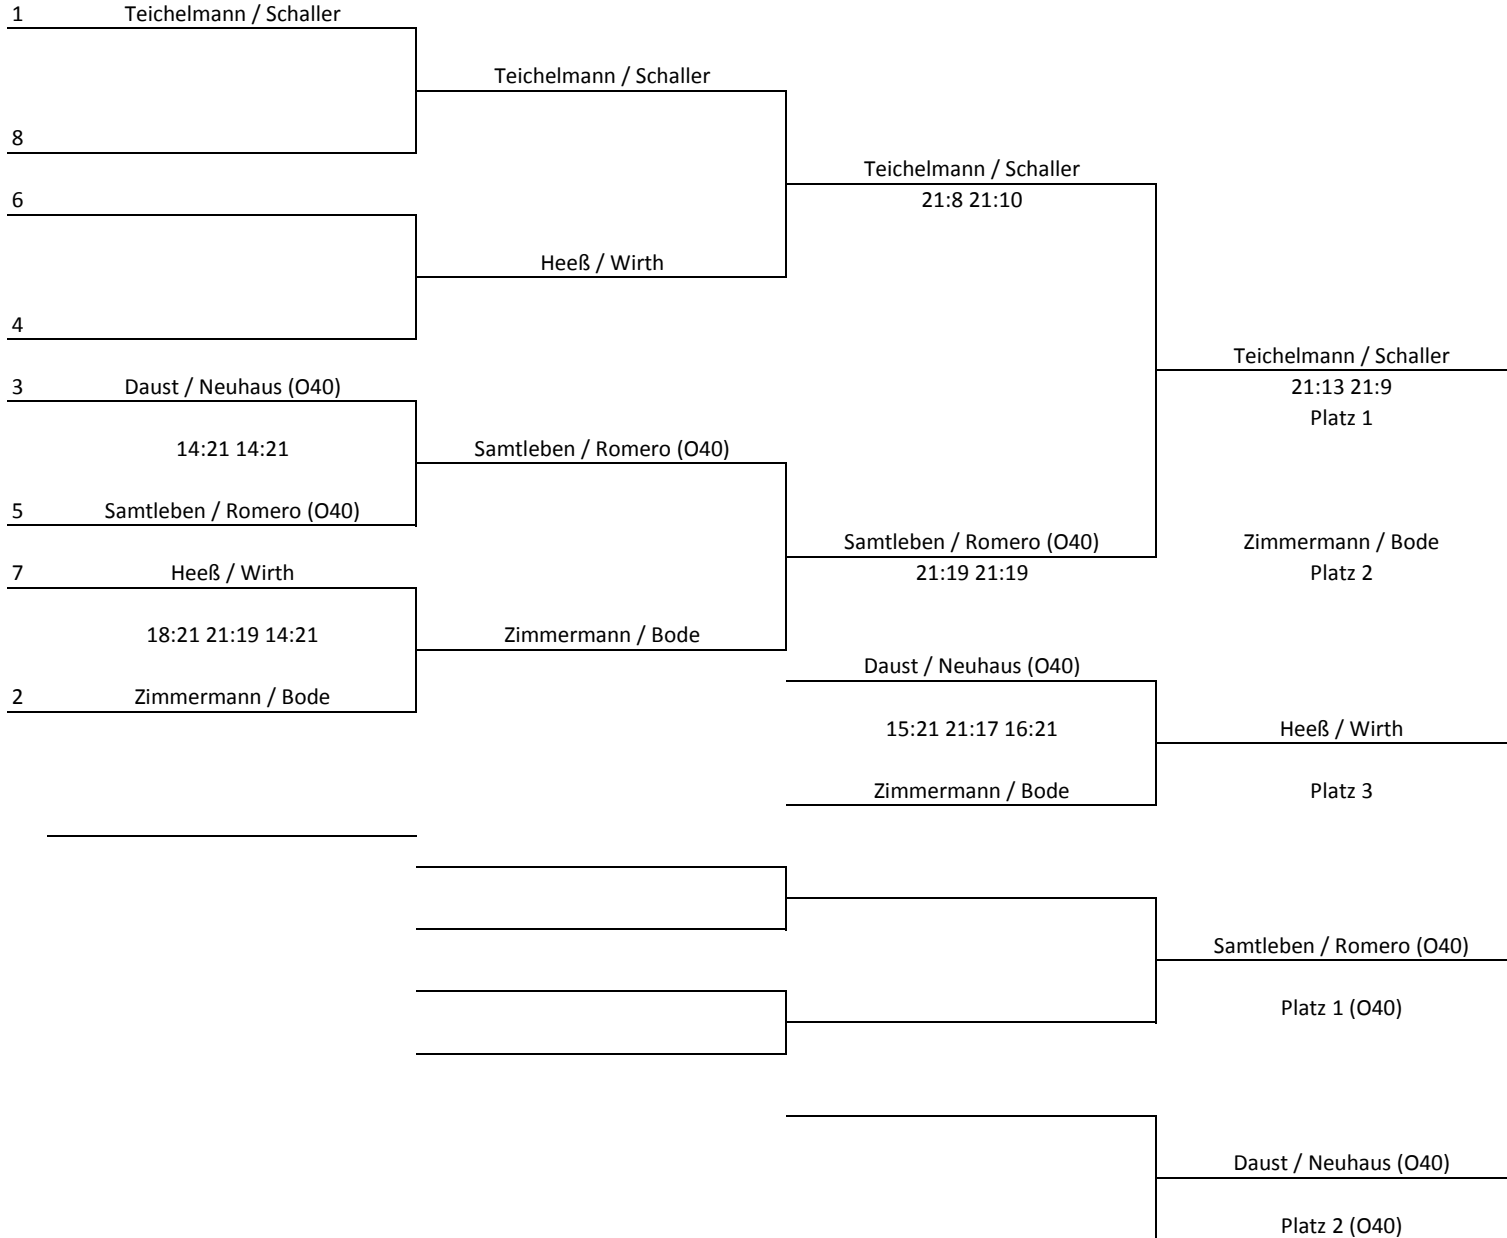 1 Teichelmann / Schaller
Teichelmann / Schaller
8
Teichelmann / Schaller
6
21:8 21:10
Heeß / Wirth
4
Teichelmann / Schaller
3 Daust / Neuhaus (O40)
21:13 21:9
Platz 1
14:21 14:21
Samtleben / Romero (O40)
5 Samtleben / Romero (O40)
Samtleben / Romero (O40)
Zimmermann / Bode
7 Heeß / Wirth
21:19 21:19
Platz 2
18:21 21:19 14:21
Zimmermann / Bode
Daust / Neuhaus (O40)
2 Zimmermann / Bode
15:21 21:17 16:21
Heeß / Wirth
Zimmermann / Bode
Platz 3
Samtleben / Romero (O40)
Platz 1 (O40)
Daust / Neuhaus (O40)
Platz 2 (O40)